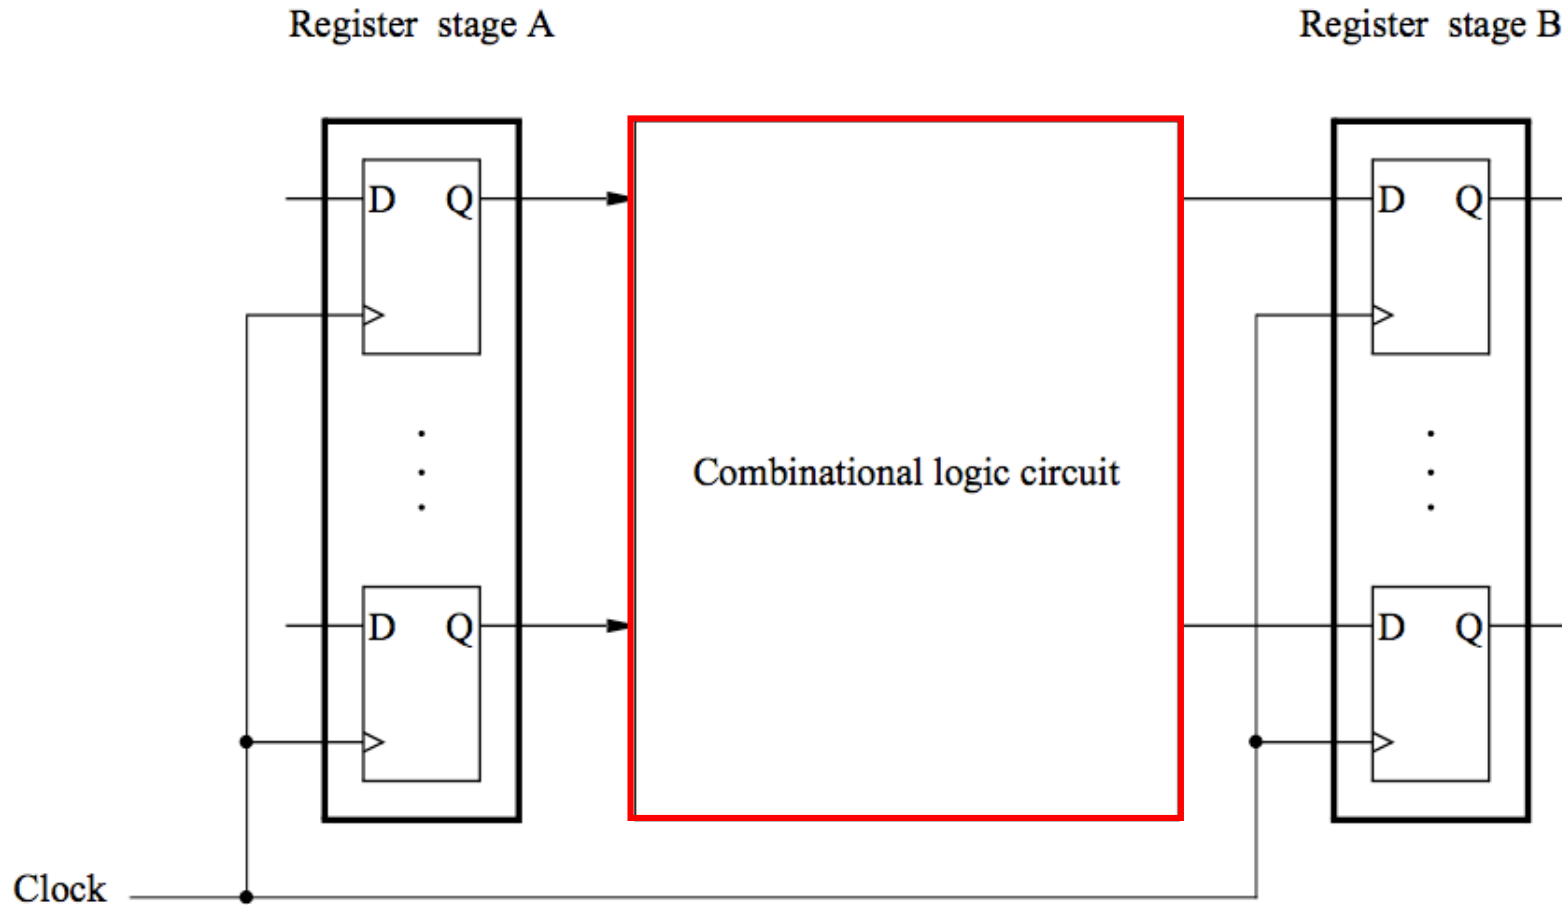 Register stage A
Register stage B
D Q
D Q
Combinational logic circuit
D Q
D Q
Clock